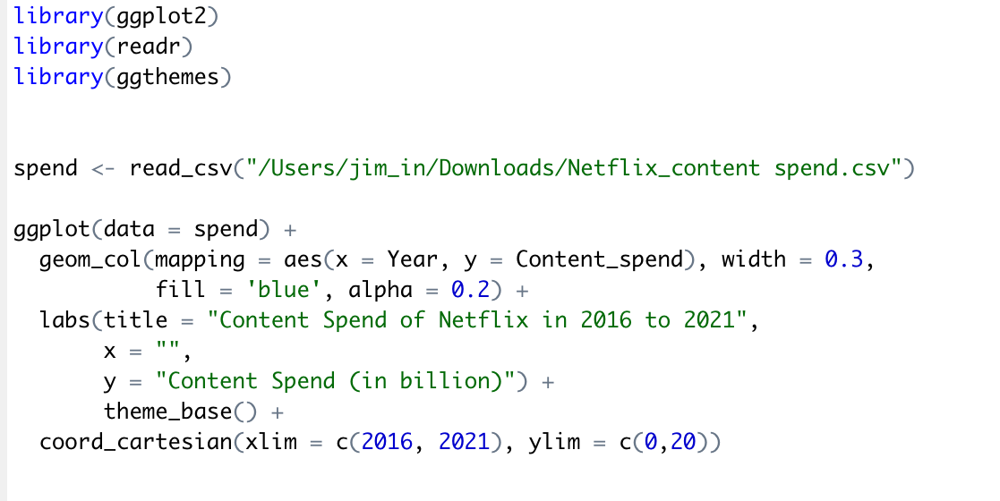 library(ggplot2)
library(readr)
library(ggthemes)
spend <- read_csv("/Users/jim_in/Downloads/Netflix_content spend.csv")
ggplot(data = spend) +
  geom_col(mapping = aes(x = Year, y = Content_spend), width = 0.3,
           fill = 'blue', alpha = 0.2) +
  labs(title = "Content Spend of Netflix in 2016 to 2021",
       x = "",
       y = "Content Spend (in billion)") +
       theme_base() +
  coord_cartesian(xlim = c(2016, 2021), ylim = c(0,20))